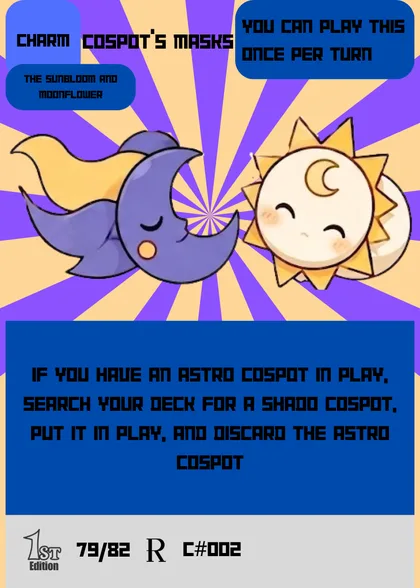 CHARM
COSPOT'S MASKS
YOU CAN PLAY THIS
ONCE PER TURN
THE SUNBLOOM AND
MOONFLOWER
IF YOU HAVE AN ASTRO COSPOT IN PLAY,
SEARCH YOUR DECK FOR A SHADO COSPOT,
PUT IT IN PLAY, AND DISCARD THE ASTRO
COSPOT
1ST
Edition
79/82 R C#002